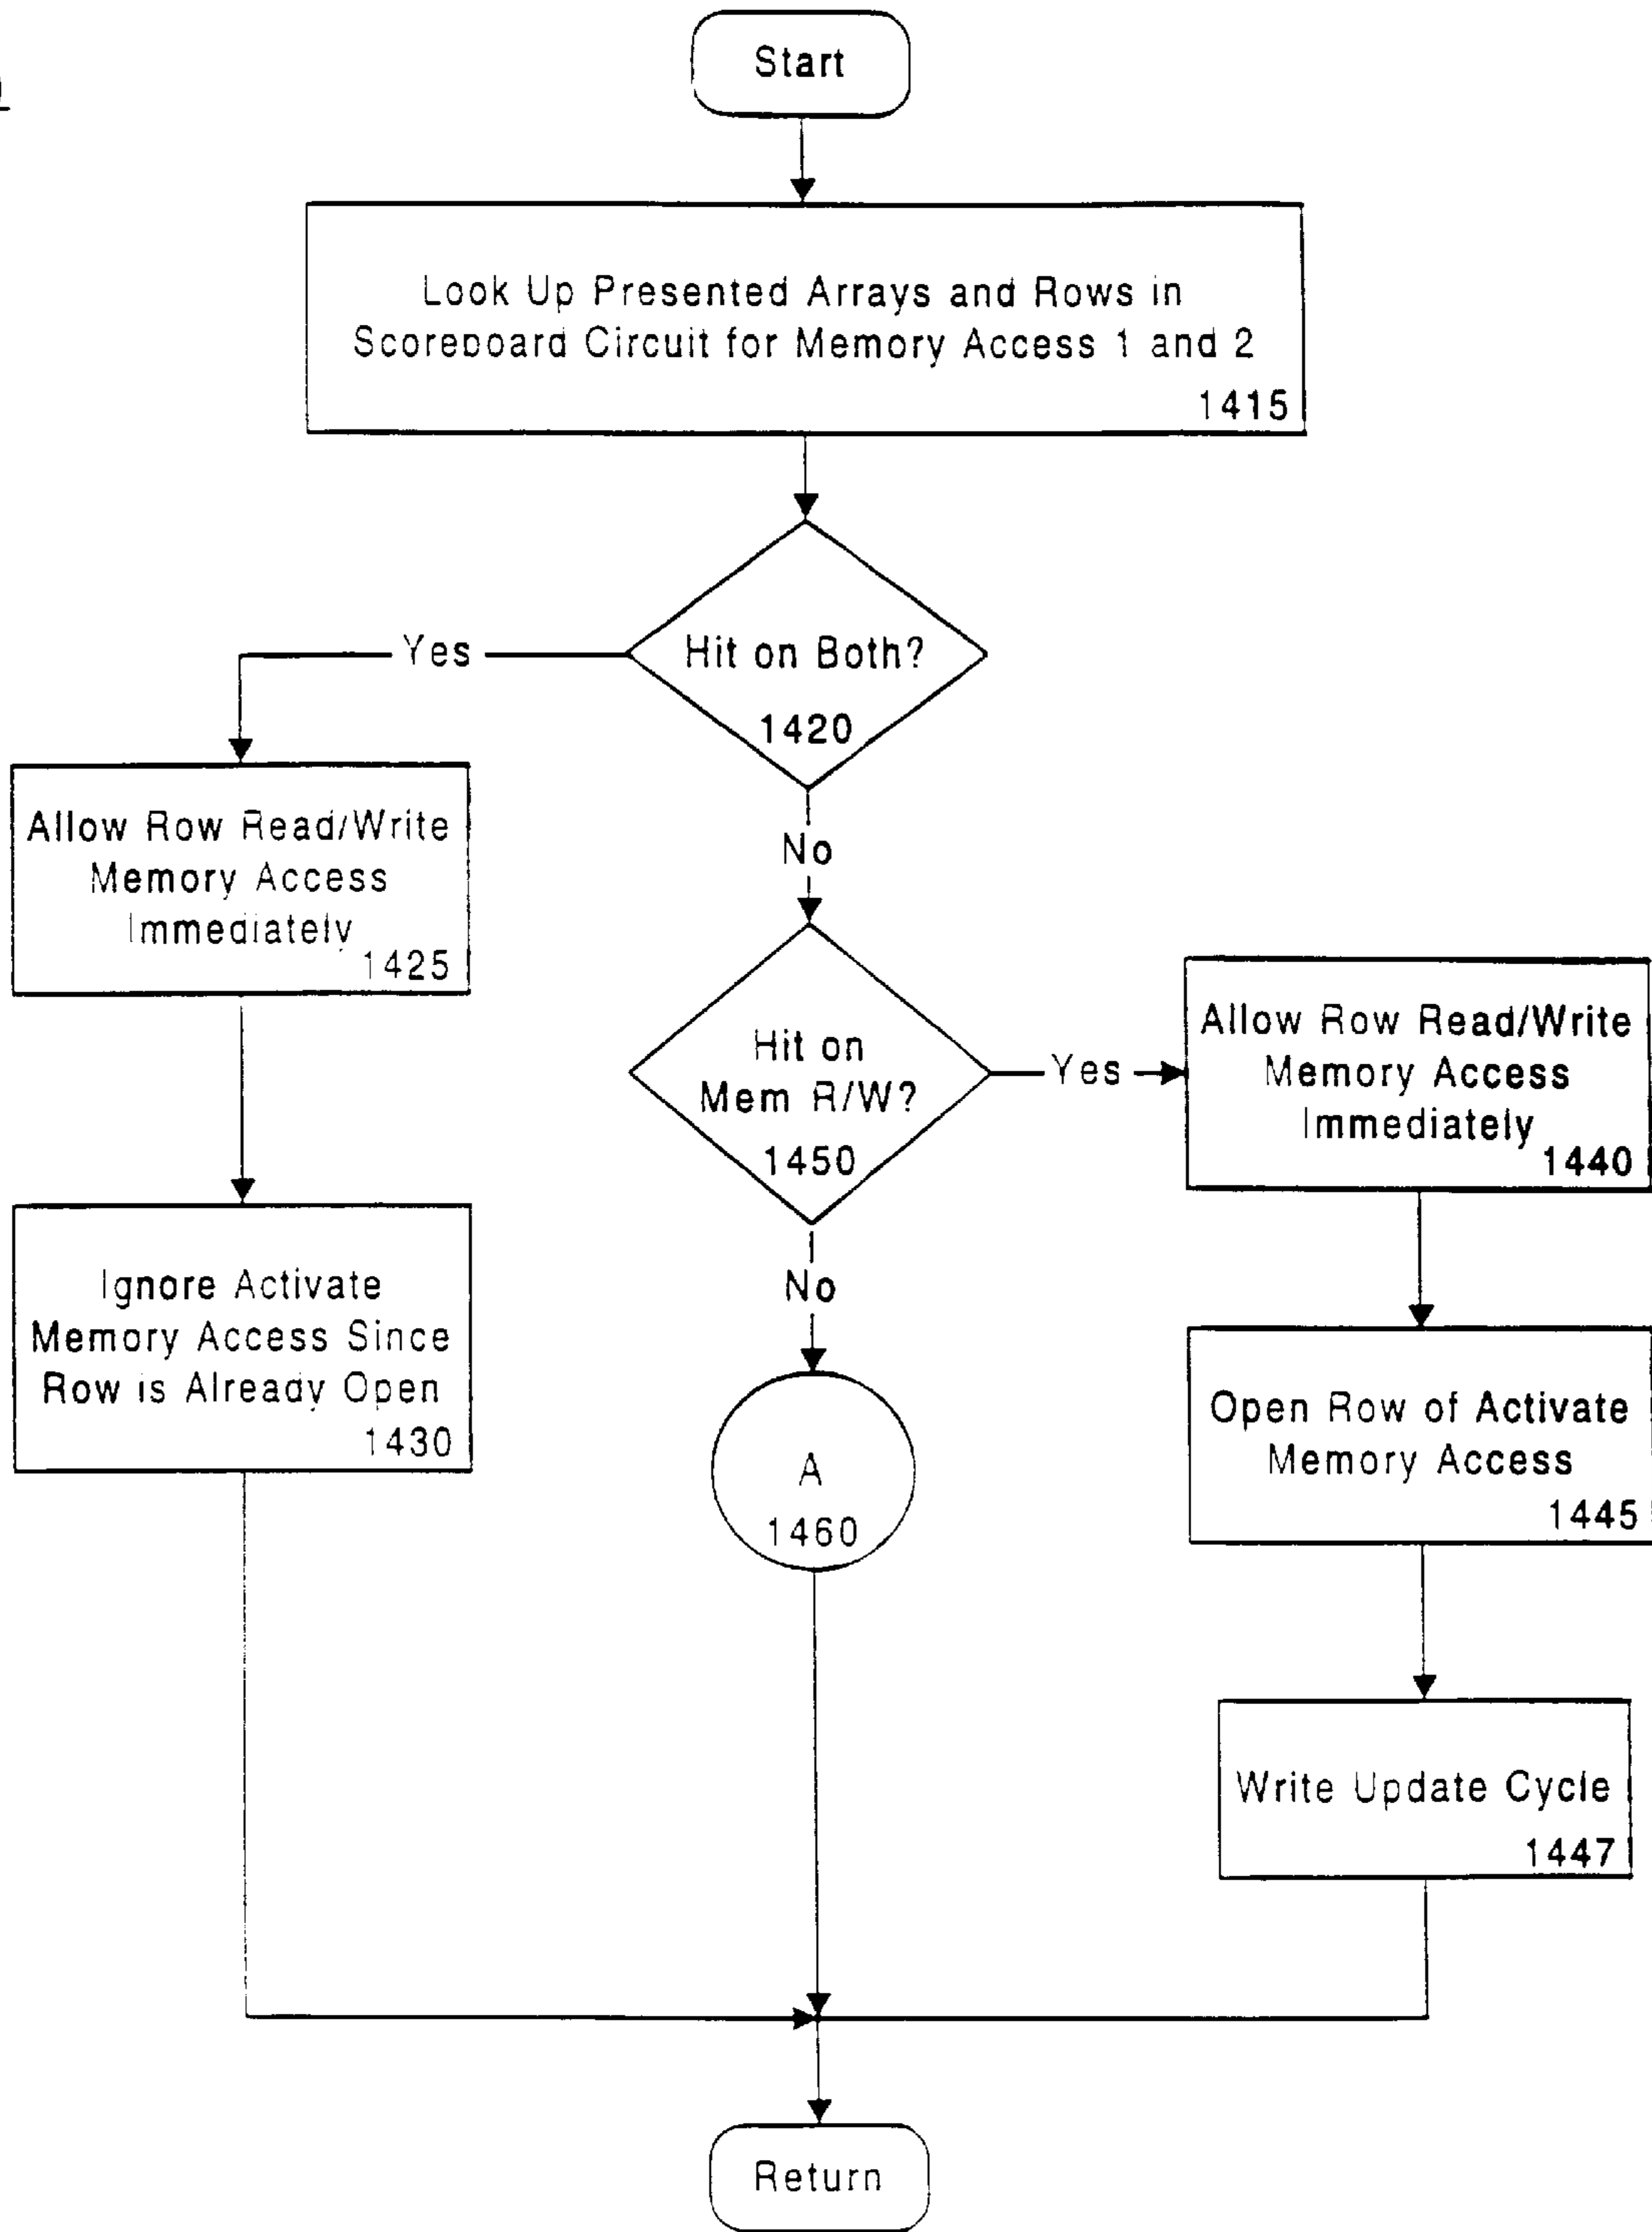 Start
Look Up Presented Arrays and Rows in
Scoreboard Circuit for Memory Access 1 and 2
1415
Hit on Both?
1420
Yes
No
Allow Row Read/Write
Memory Access
Immediately
1425
Ignore Activate
Memory Access Since
Row is Already Open
1430
Hit on
Mem R/W?
1450
Yes
No
Allow Row Read/Write
Memory Access
Immediately
1440
Open Row of Activate
Memory Access
1445
A
1460
Write Update Cycle
1447
Return